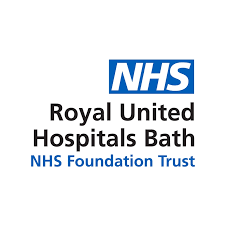 NHS
Royal United
Hospitals Bath
NHS Foundation Trust